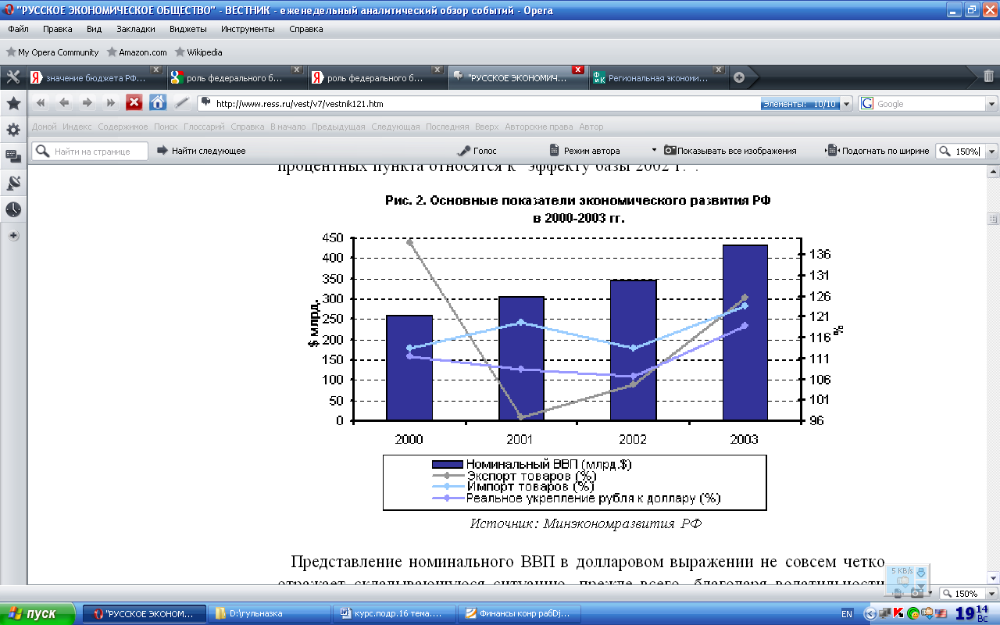 "РУССКОЕ ЭКОНОМИЧЕСКОЕ ОБЩЕСТВО" - ВЕСТНИК - еженедельный аналитический обзор событий - Opera
Файл Правка Вид Закладки Виджеты Инструменты Справка
My Opera Community Amazon.com Wikipedia
значение бюджета РФ... роль федерального б... роль федерального б... "РУССКОЕ ЭКОНОМИЧ... Региональная экономи...
http://www.ress.ru/vest/v7/vestnik121.htm Элементы: 10/10 Google
Домой Индекс Содержимое Поиск Глоссарий Справка В начало Предыдущая Следующая Последняя Вверх Авторские права Автор
Найти на странице Найти следующее Голос Режим автора Показывать все изображения Подогнать по ширине 150%
процентных пункта относятся к "эффекту базы 2002 г.".
Рис. 2. Основные показатели экономического развития РФ
в 2000-2003 гг.
$ млрд.
450
400
350
300
250
200
150
100
50
0
136
131
126
121
116
111
106
101
96
%
2000 2001 2002 2003
Номинальный ВВП (млрд.$)
Экспорт товаров (%)
Импорт товаров (%)
Реальное укрепление рубля к доллару (%)
Источник: Минэкономразвития РФ
Представление номинального ВВП в долларовом выражении не совсем четко
отражает складывающуюся ситуацию, прежде всего, благодаря волатильности
5 KB/s
150%
пуск "РУССКОЕ ЭКОНОМ... D:\гульназка курс.подр.16 тема.... Финансы конр рабDj... EN 19 14 Вс